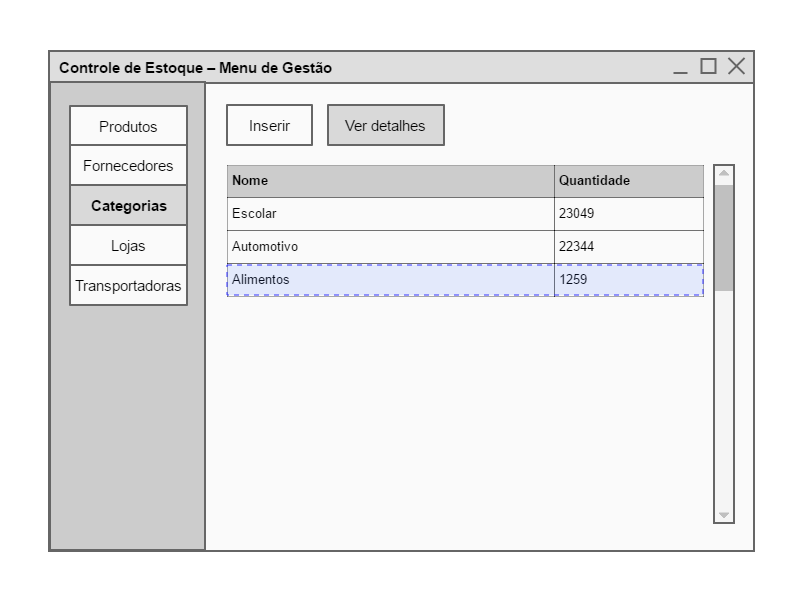 Controle de Estoque – Menu de Gestão
Produtos
Fornecedores
Categorias
Lojas
Transportadoras
Inserir
Ver detalhes
Nome Quantidade
Escolar 23049
Automotivo 22344
Alimentos 1259